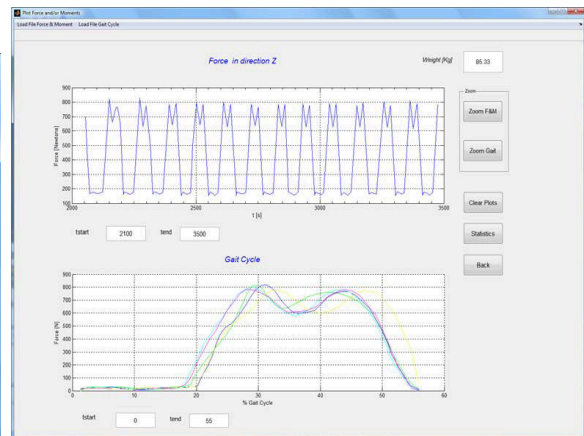 Plot Force and/or Moments
Load File Force & Moment Load File Gait Cycle
Force in direction Z
Weight [Kg] 85.33
Zoom
Zoom F&M
Zoom Gait
Clear Plots
Statistics
Back
900
800
700
600
500
400
300
200
100
Force [Newtons]
2000 2500 3000 3500
t [s]
tstart 2100 tend 3500
Gait Cycle
900
800
700
600
500
400
300
200
100
0
Force [N]
0 10 20 30 40 50 60
% Gait Cycle
tstart 0 tend 55